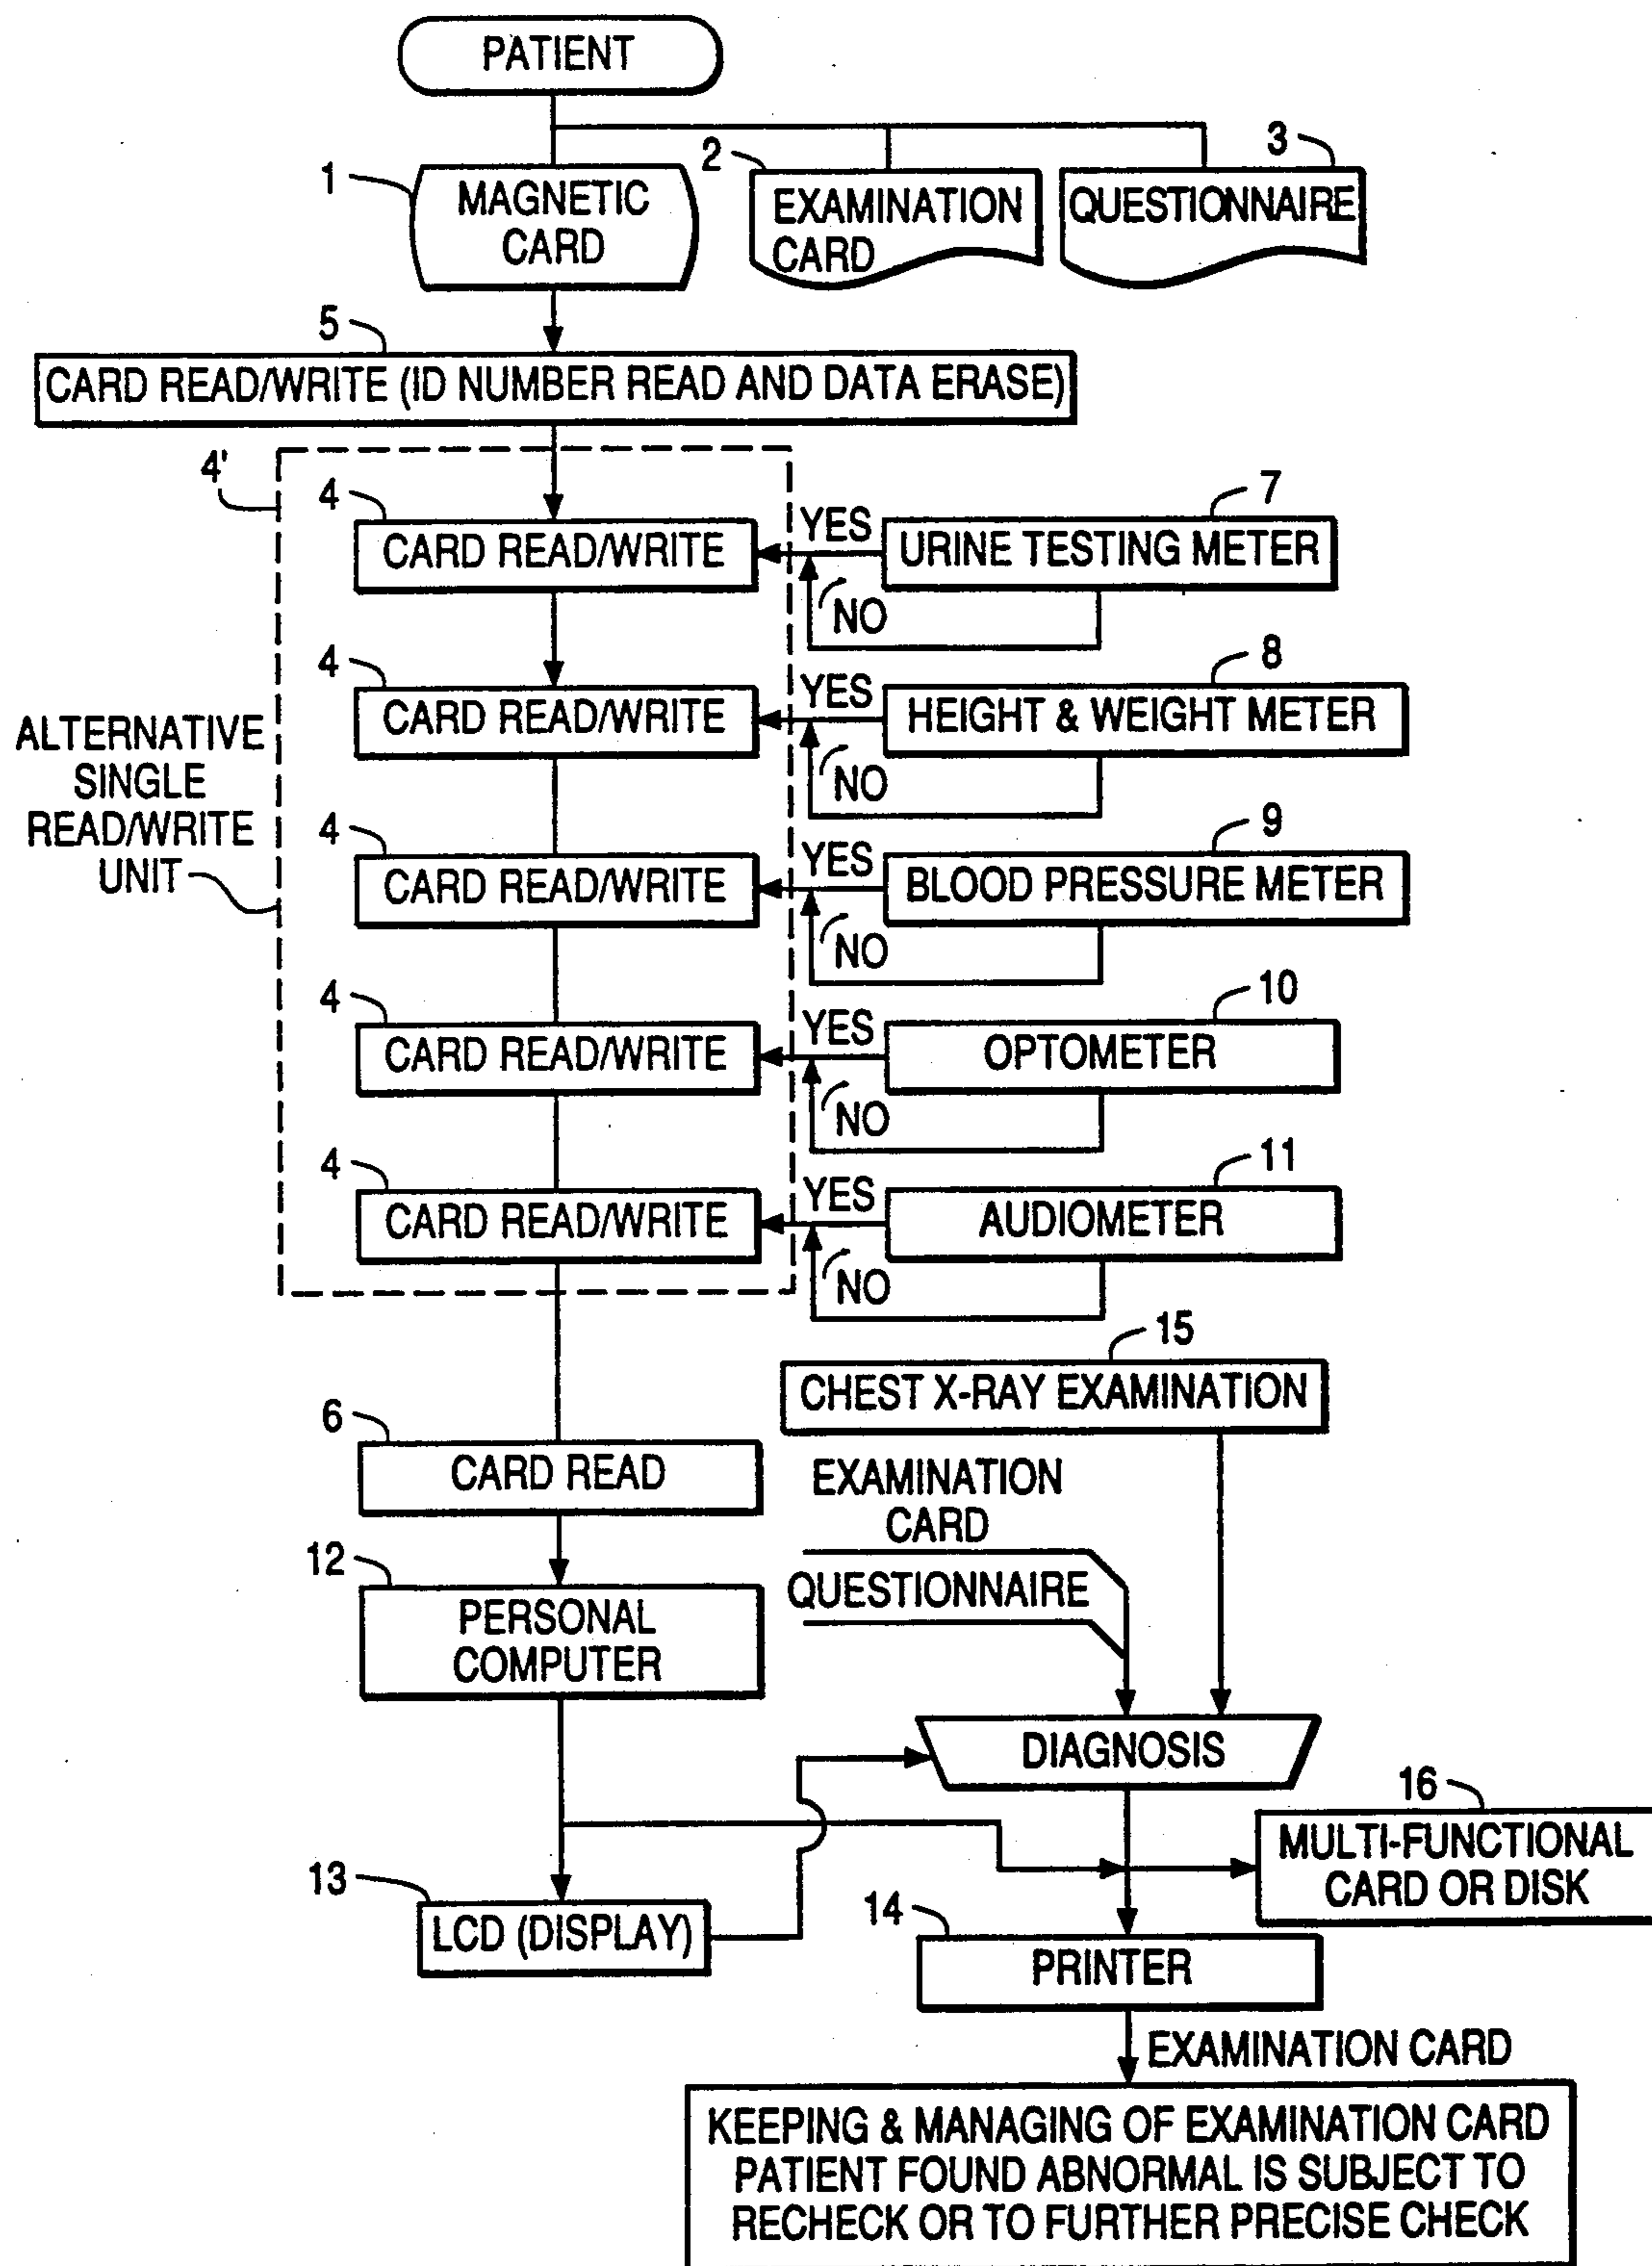 PATIENT
1
MAGNETIC
CARD
2
EXAMINATION
CARD
3
QUESTIONNAIRE
5
CARD READ/WRITE (ID NUMBER READ AND DATA ERASE)
4'
ALTERNATIVE
SINGLE
READ/WRITE
UNIT
4
CARD READ/WRITE
YES
NO
7
URINE TESTING METER
4
CARD READ/WRITE
YES
NO
8
HEIGHT & WEIGHT METER
4
CARD READ/WRITE
YES
NO
9
BLOOD PRESSURE METER
4
CARD READ/WRITE
YES
NO
10
OPTOMETER
4
CARD READ/WRITE
YES
NO
11
AUDIOMETER
15
CHEST X-RAY EXAMINATION
6
CARD READ
EXAMINATION
CARD
QUESTIONNAIRE
12
PERSONAL
COMPUTER
DIAGNOSIS
16
MULTI-FUNCTIONAL
CARD OR DISK
13
LCD (DISPLAY)
14
PRINTER
EXAMINATION CARD
KEEPING & MANAGING OF EXAMINATION CARD
PATIENT FOUND ABNORMAL IS SUBJECT TO
RECHECK OR TO FURTHER PRECISE CHECK